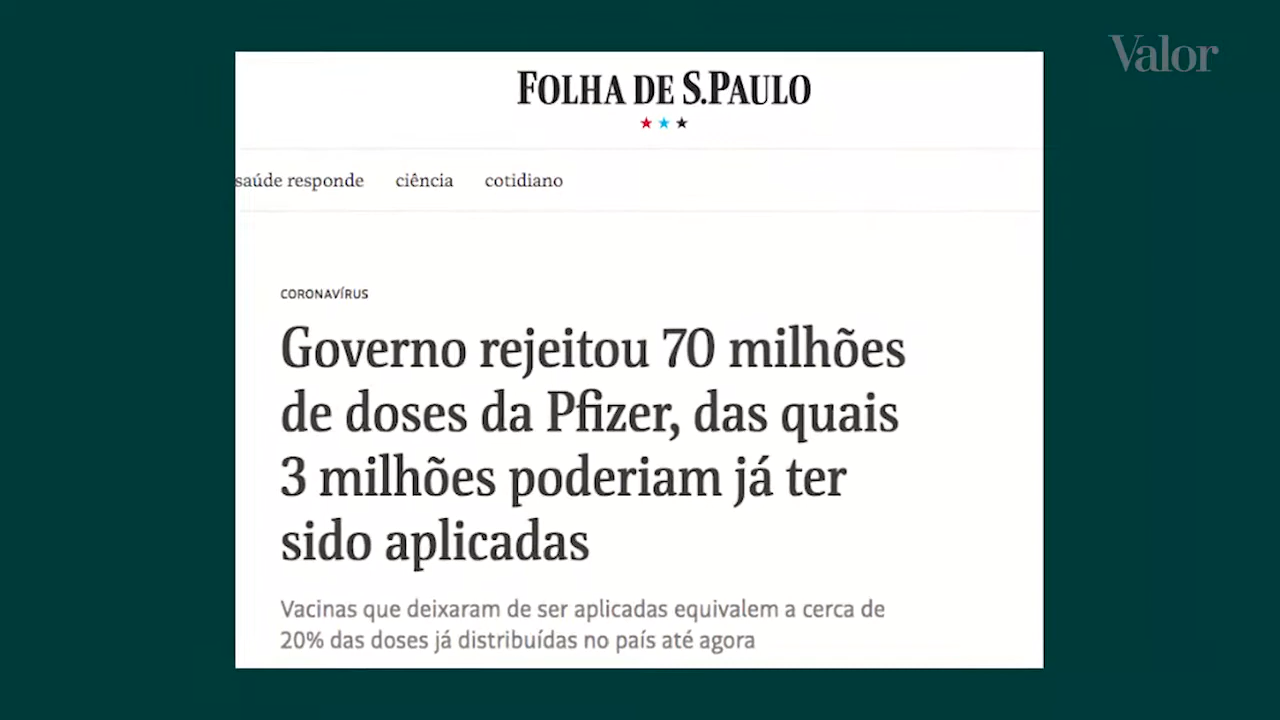 Valor
FOLHA DE S.PAULO
saúde responde ciência cotidiano
CORONAVÍRUS
Governo rejeitou 70 milhões
de doses da Pfizer, das quais
3 milhões poderiam já ter
sido aplicadas
Vacinas que deixaram de ser aplicadas equivalem a cerca de
20% das doses já distribuídas no país até agora